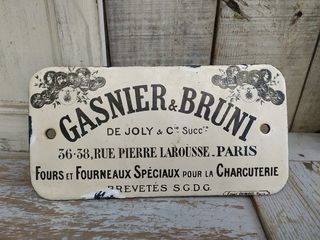 GASNIER & BRUNI
DE JOLY & Cie Succrs
36-38, RUE PIERRE LAROUSSE. PARIS
FOURS ET FOURNEAUX SPÉCIAUX POUR LA CHARCUTERIE
BREVETÉS S.G.D.G.